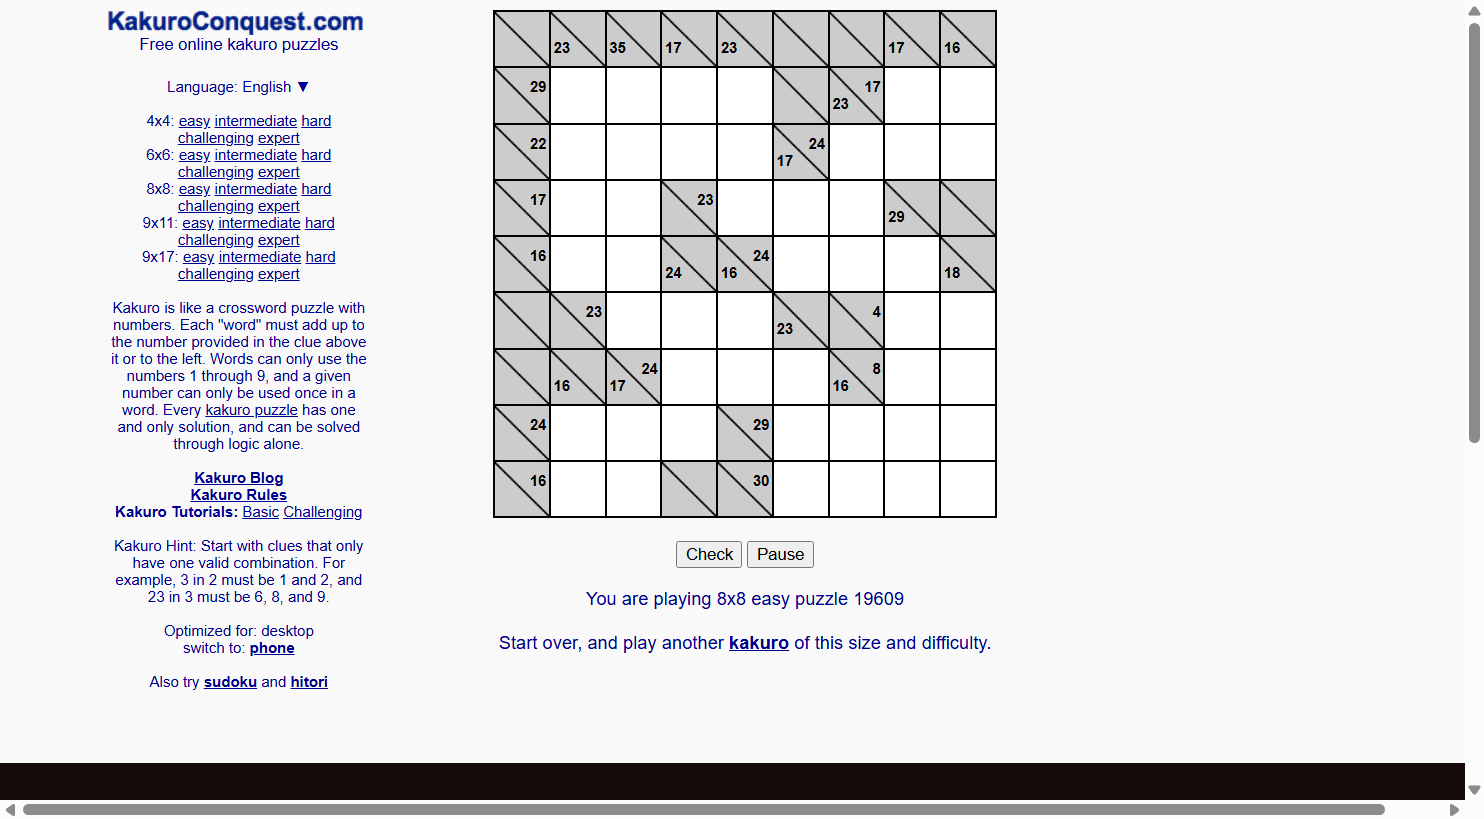 KakuroConquest.com
Free online kakuro puzzles
Language: English ▼
4x4: easy intermediate hard
challenging expert
6x6: easy intermediate hard
challenging expert
8x8: easy intermediate hard
challenging expert
9x11: easy intermediate hard
challenging expert
9x17: easy intermediate hard
challenging expert
Kakuro is like a crossword puzzle with
numbers. Each "word" must add up to
the number provided in the clue above
it or to the left. Words can only use the
numbers 1 through 9, and a given
number can only be used once in a
word. Every kakuro puzzle has one
and only solution, and can be solved
through logic alone.
Kakuro Blog
Kakuro Rules
Kakuro Tutorials: Basic Challenging
Kakuro Hint: Start with clues that only
have one valid combination. For
example, 3 in 2 must be 1 and 2, and
23 in 3 must be 6, 8, and 9.
Optimized for: desktop
switch to: phone
Also try sudoku and hitori
23 35 17 23 17 16
29 17
23
22 24
17
17 23
29
16 24
24 16 18
23 4
23
24 8
16 17 16
24 29
16 30
Check Pause
You are playing 8x8 easy puzzle 19609
Start over, and play another kakuro of this size and difficulty.